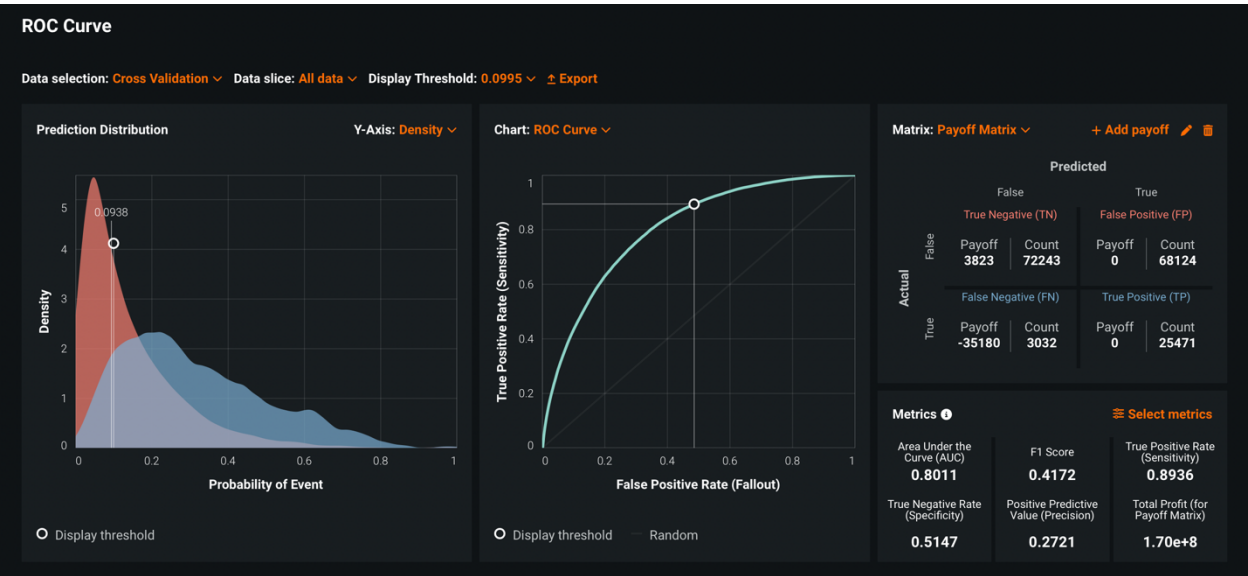 ROC Curve
Data selection: Cross Validation Data slice: All data Display Threshold: 0.0995 Export
Prediction Distribution
Y-Axis: Density
5
4
3
2
1
0
0.0938
Density
0 0.2 0.4 0.6 0.8 1
Probability of Event
Display threshold
Chart: ROC Curve
1
0.8
0.6
0.4
0.2
0
True Positive Rate (Sensitivity)
0 0.2 0.4 0.6 0.8 1
False Positive Rate (Fallout)
Display threshold Random
Matrix: Payoff Matrix
+ Add payoff
Predicted
False True
Actual
False
True Negative (TN) False Positive (FP)
Payoff Count Payoff Count
3823 72243 0 68124
True
False Negative (FN) True Positive (TP)
Payoff Count Payoff Count
-35180 3032 0 25471
Metrics
Select metrics
Area Under the
Curve (AUC)
0.8011
F1 Score
0.4172
True Positive Rate
(Sensitivity)
0.8936
True Negative Rate
(Specificity)
0.5147
Positive Predictive
Value (Precision)
0.2721
Total Profit (for
Payoff Matrix)
1.70e+8